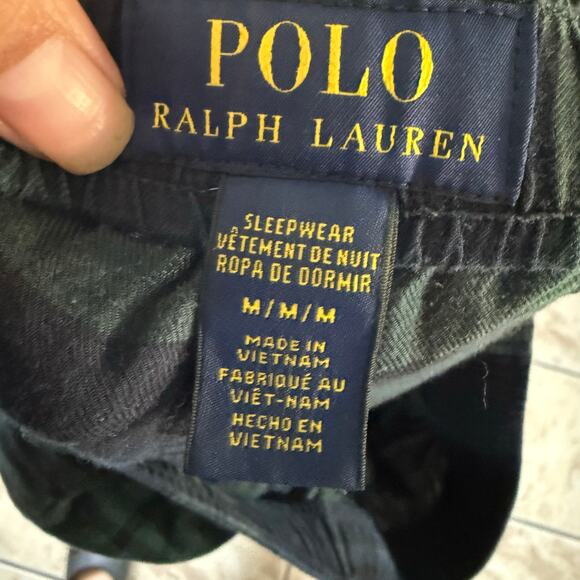 POLO
RALPH LAUREN
SLEEPWEAR
VÊTEMENT DE NUIT
ROPA DE DORMIR
M/M/M
MADE IN
VIETNAM
FABRIQUÉ AU
VIÊT-NAM
HECHO EN
VIETNAM